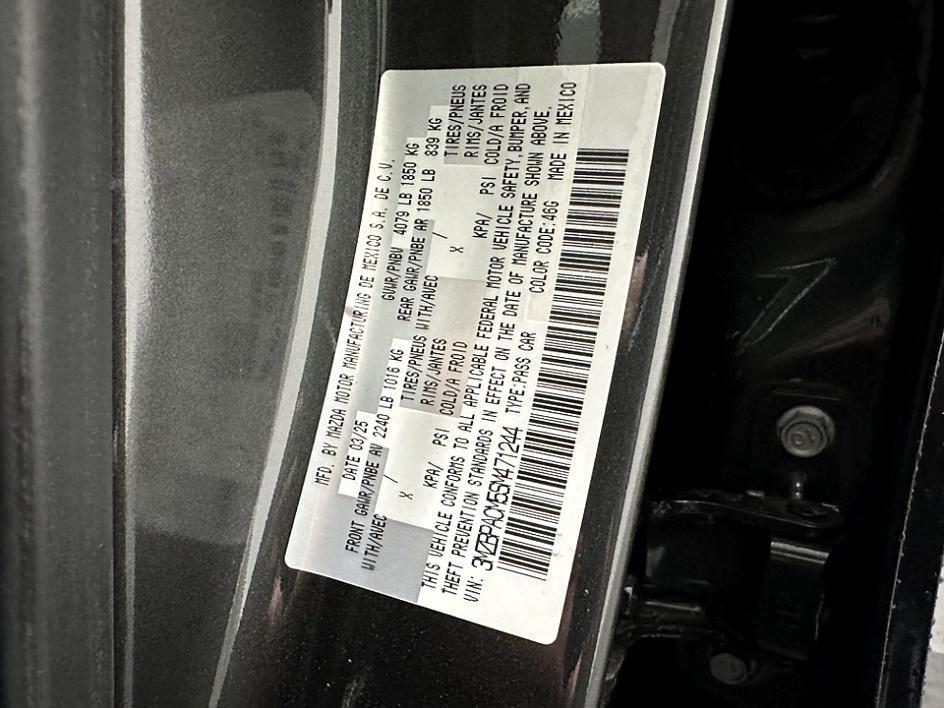 MFD. BY MAZDA MOTOR MANUFACTURING DE MEXICO S.A. DE C.V.
DATE 03/25 GVWR/PNBV 4079 LB 1850 KG
FRONT GAWR/PNBE AV 2240 LB 1016 KG REAR GAWR/PNBE AR 1850 LB 839 KG
WITH/AVEC TIRES/PNEUS WITH/AVEC TIRES/PNEUS
X / RIMS/JANTES X / RIMS/JANTES
KPA/ PSI COLD/A FROID KPA/ PSI COLD/A FROID
THIS VEHICLE CONFORMS TO ALL APPLICABLE FEDERAL MOTOR VEHICLE SAFETY, BUMPER, AND
THEFT PREVENTION STANDARDS IN EFFECT ON THE DATE OF MANUFACTURE SHOWN ABOVE.
VIN: 3MZBPACM5SM471244 TYPE:PASS CAR COLOR CODE:46G MADE IN MEXICO